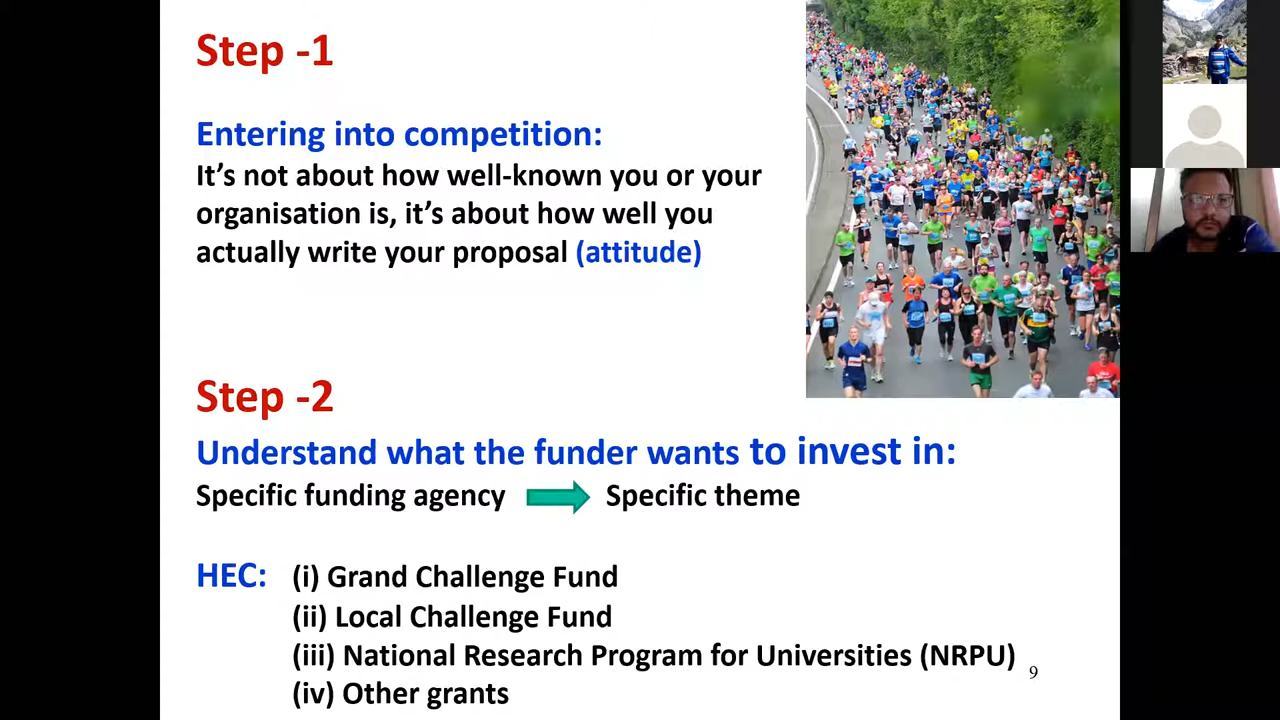 Step -1
Entering into competition:
It's not about how well-known you or your
organisation is, it's about how well you
actually write your proposal (attitude)
Step -2
Understand what the funder wants to invest in:
Specific funding agency Specific theme
HEC: (i) Grand Challenge Fund
(ii) Local Challenge Fund
(iii) National Research Program for Universities (NRPU)
(iv) Other grants
9